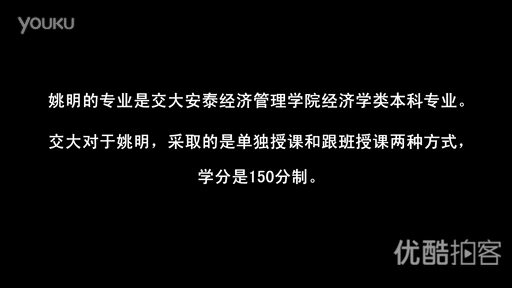 YOUKU
姚明的专业是交大安泰经济管理学院经济学类本科专业。
交大对于姚明，采取的是单独授课和跟班授课两种方式，
学分是150分制。
优酷拍客